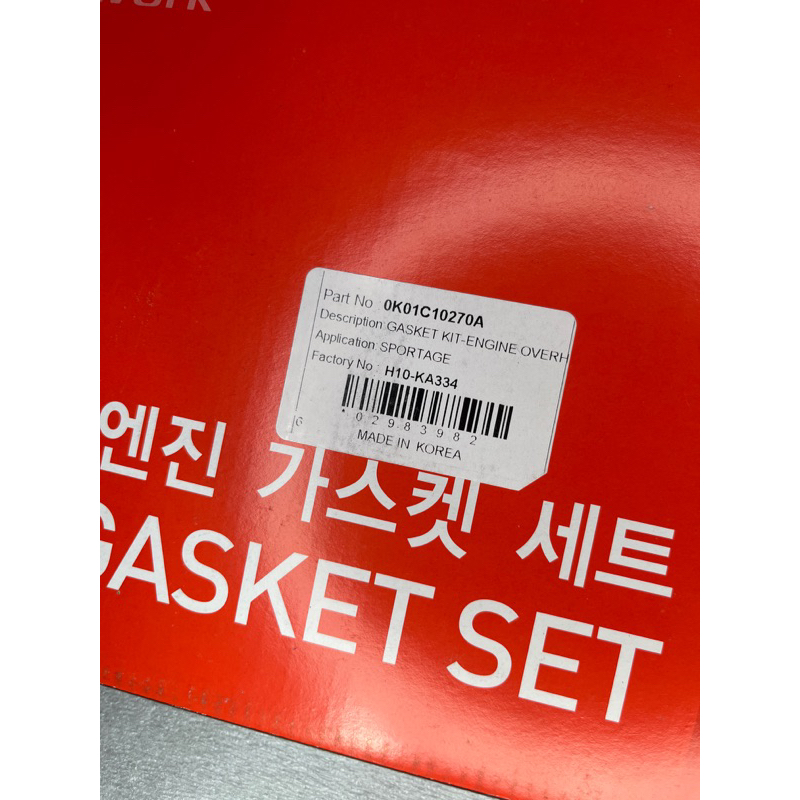 work
Part No 0K01C10270A
Description GASKET KIT-ENGINE OVERH
Application SPORTAGE
Factory No : H10-KA334
*02983982
G
MADE IN KOREA
엔진 가스켓 세트
GASKET SET